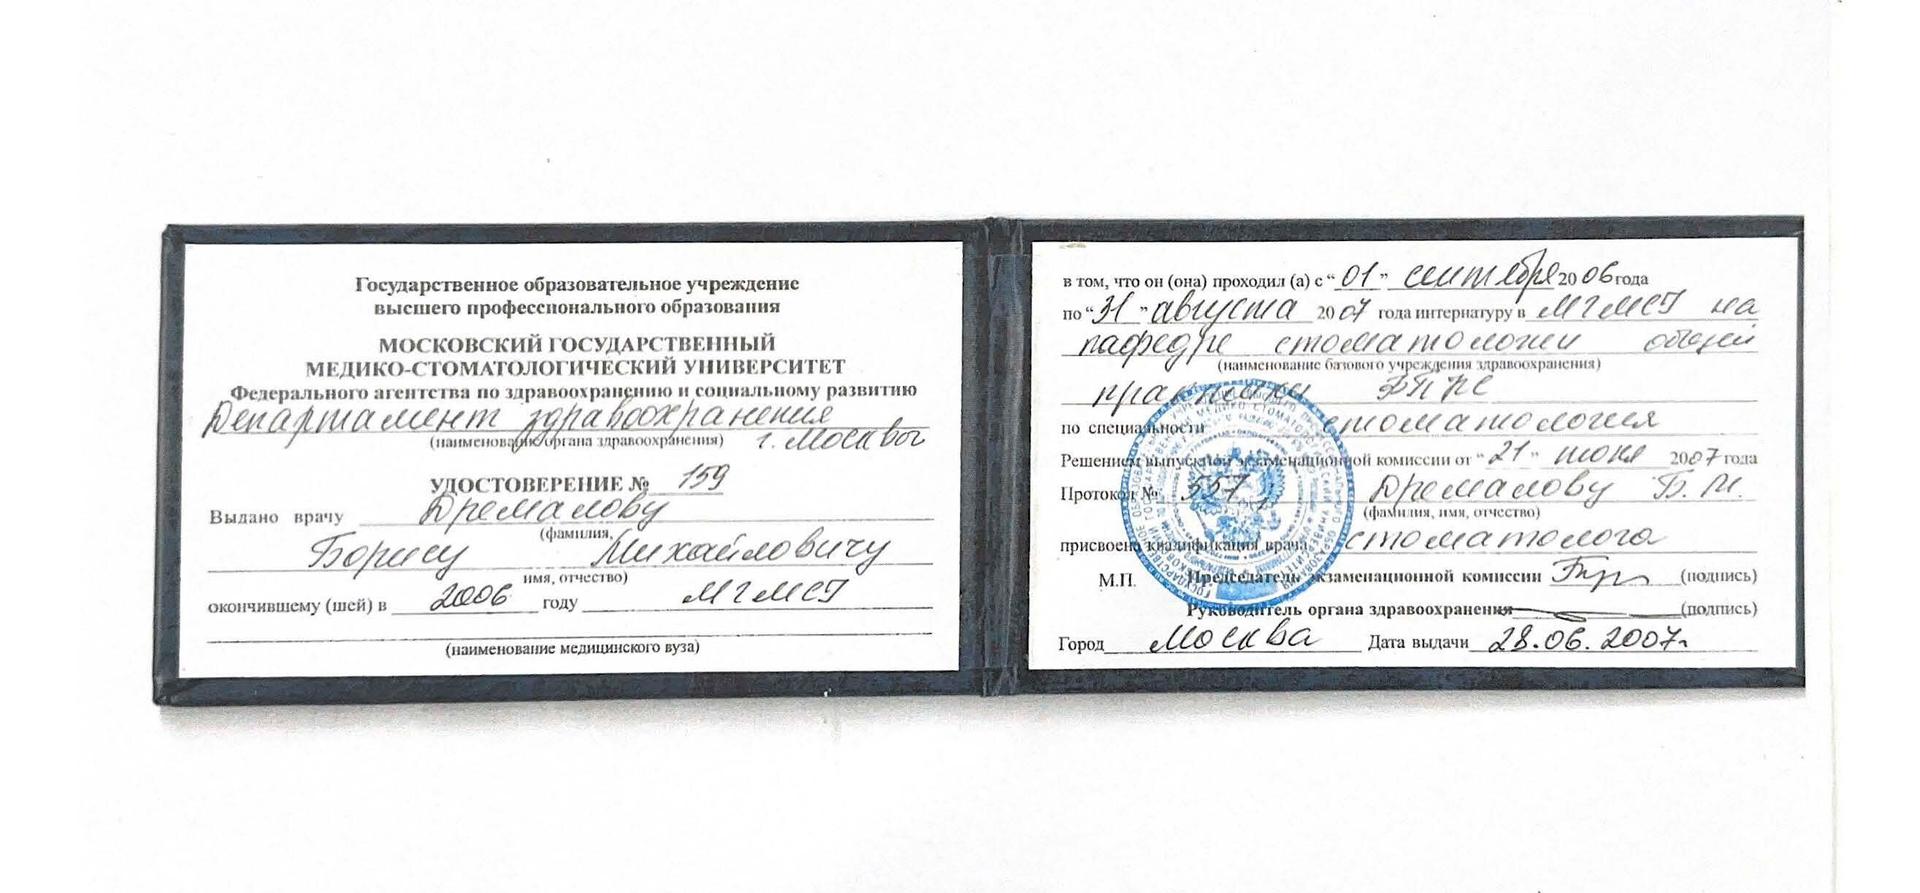 Государственное образовательное учреждение
высшего профессионального образования
МОСКОВСКИЙ ГОСУДАРСТВЕННЫЙ
МЕДИКО-СТОМАТОЛОГИЧЕСКИЙ УНИВЕРСИТЕТ
Федерального агентства по здравоохранению и социальному развитию
Департамент здравоохранения
(наименование органа здравоохранения) г. Москвы
УДОСТОВЕРЕНИЕ № 159
Выдано врачу Дремалову
(фамилия,
Борису Михайловичу
имя, отчество)
окончившему (шей) в 2006 году МГМСУ
(наименование медицинского вуза)
в том, что он (она) проходил (а) с "01" сентября 2006 года
по "31" августа 2007 года интернатуру в МГМСУ на
кафедре стоматологии общей
(наименование базового учреждения здравоохранения)
практики
по специальности стоматология
Решением выпускной экзаменационной комиссии от "21" июня 2007 года
Протокол № 557 Дремалову Б. М.
(фамилия, имя, отчество)
присвоена квалификация врача стоматолога
М.П. Председатель экзаменационной комиссии (подпись)
Руководитель органа здравоохранения (подпись)
Город Москва Дата выдачи 28.06.2007г